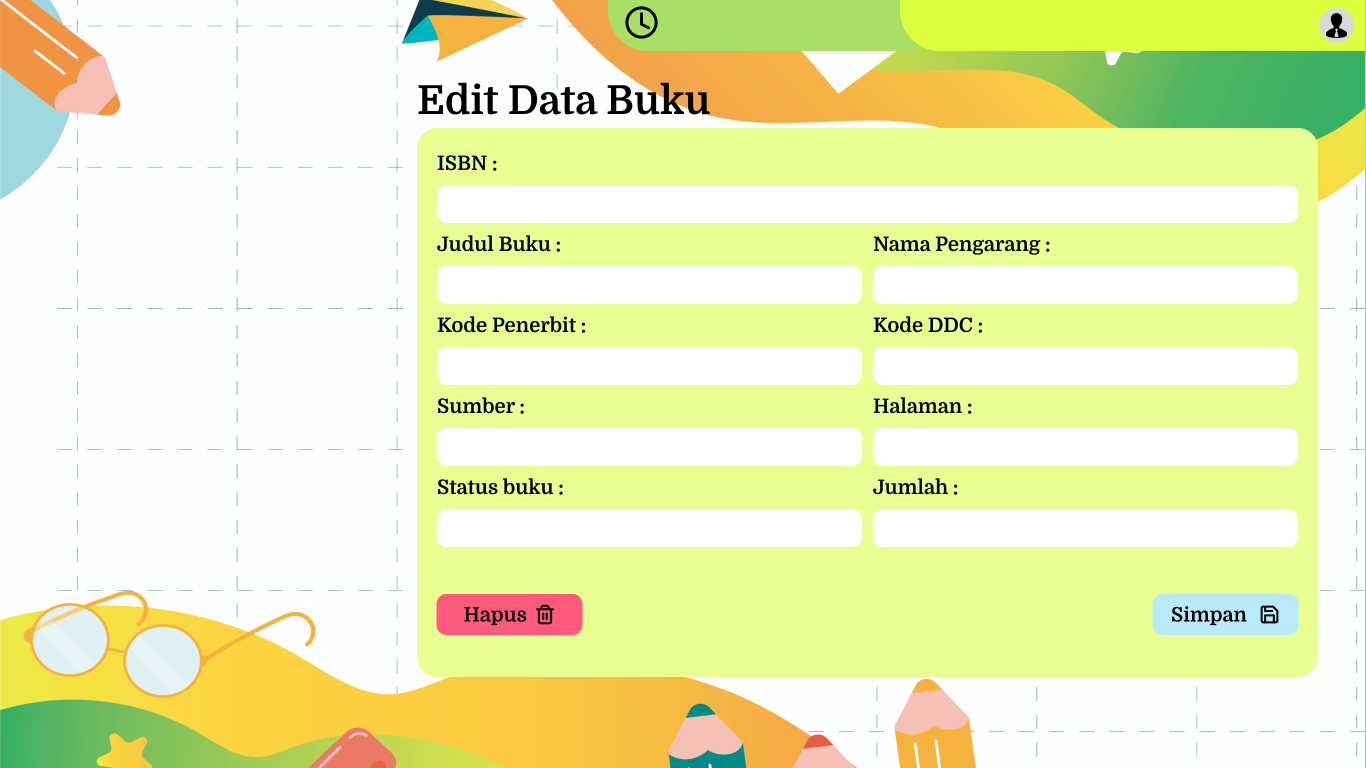 Edit Data Buku
ISBN :
Judul Buku :
Nama Pengarang :
Kode Penerbit :
Kode DDC :
Sumber :
Halaman :
Status buku :
Jumlah :
Hapus
Simpan